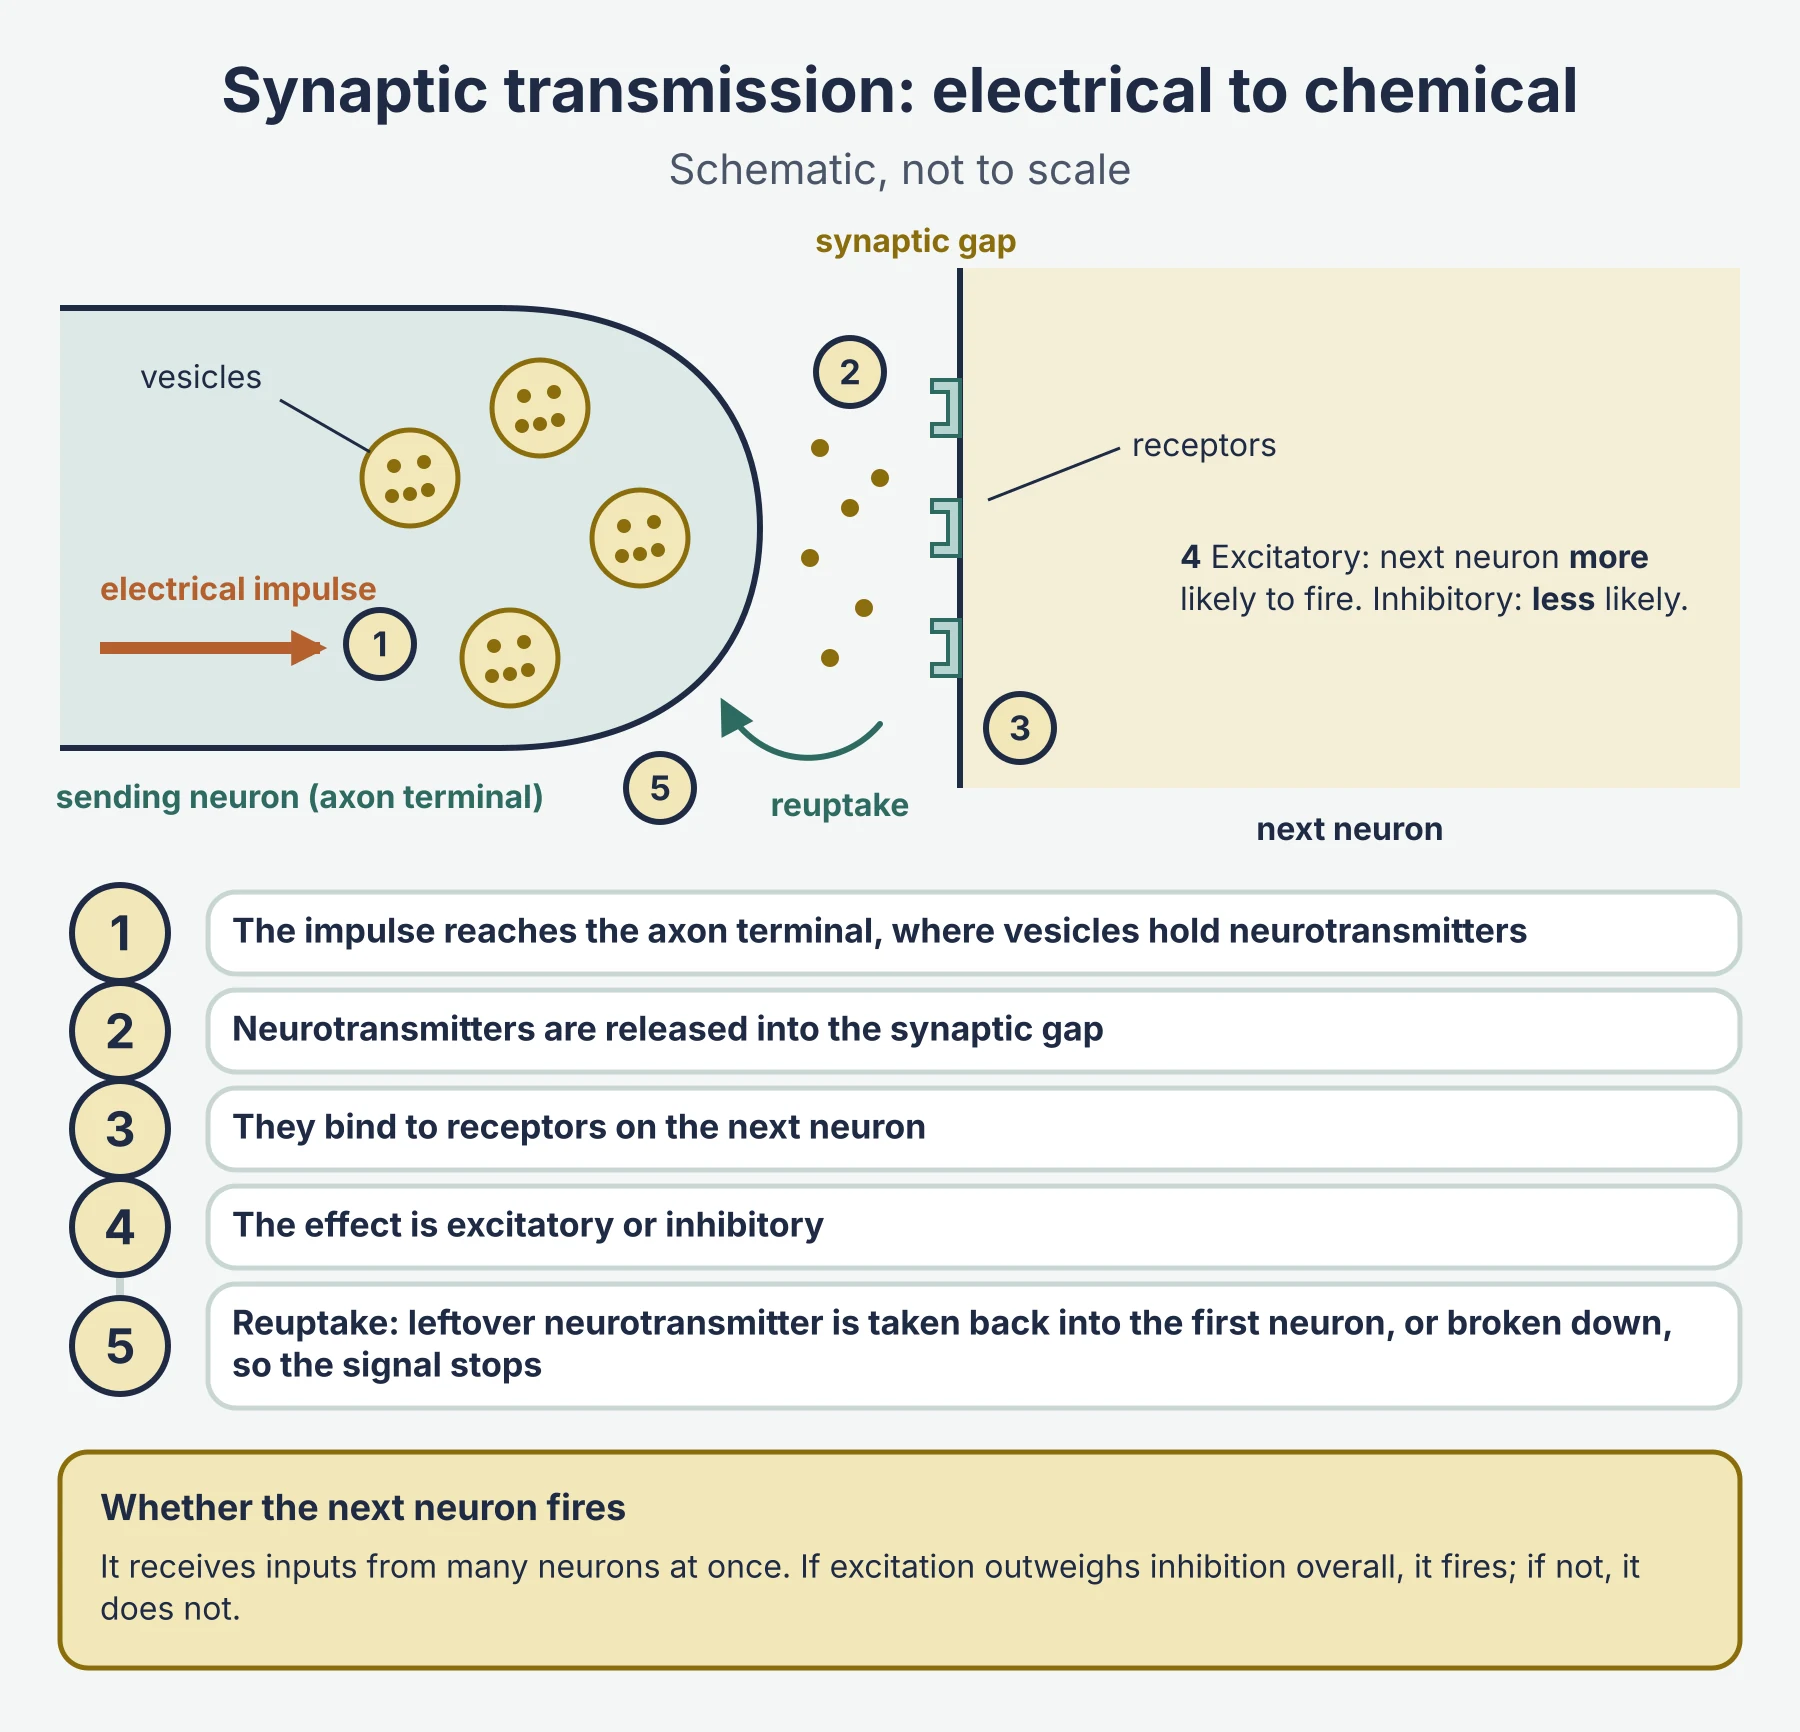 Synaptic transmission: electrical to chemical
Schematic, not to scale
synaptic gap
vesicles
2
receptors
4 Excitatory: next neuron more
likely to fire. Inhibitory: less likely.
electrical impulse
1
3
5
sending neuron (axon terminal)
reuptake
next neuron
1
The impulse reaches the axon terminal, where vesicles hold neurotransmitters
2
Neurotransmitters are released into the synaptic gap
3
They bind to receptors on the next neuron
4
The effect is excitatory or inhibitory
5
Reuptake: leftover neurotransmitter is taken back into the first neuron, or broken down,
so the signal stops
Whether the next neuron fires
It receives inputs from many neurons at once. If excitation outweighs inhibition overall, it fires; if not, it
does not.